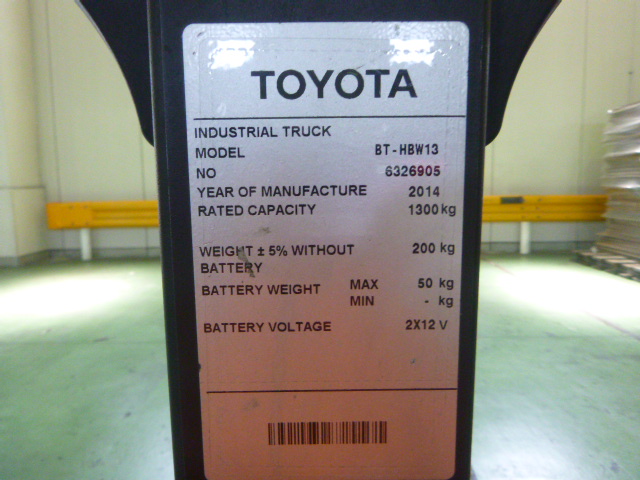 TOYOTA
INDUSTRIAL TRUCK
MODEL BT-HBW13
NO 6326905
YEAR OF MANUFACTURE 2014
RATED CAPACITY 1300 kg
WEIGHT ± 5% WITHOUT 200 kg
BATTERY
BATTERY WEIGHT MAX 50 kg
MIN - kg
BATTERY VOLTAGE 2X12 V